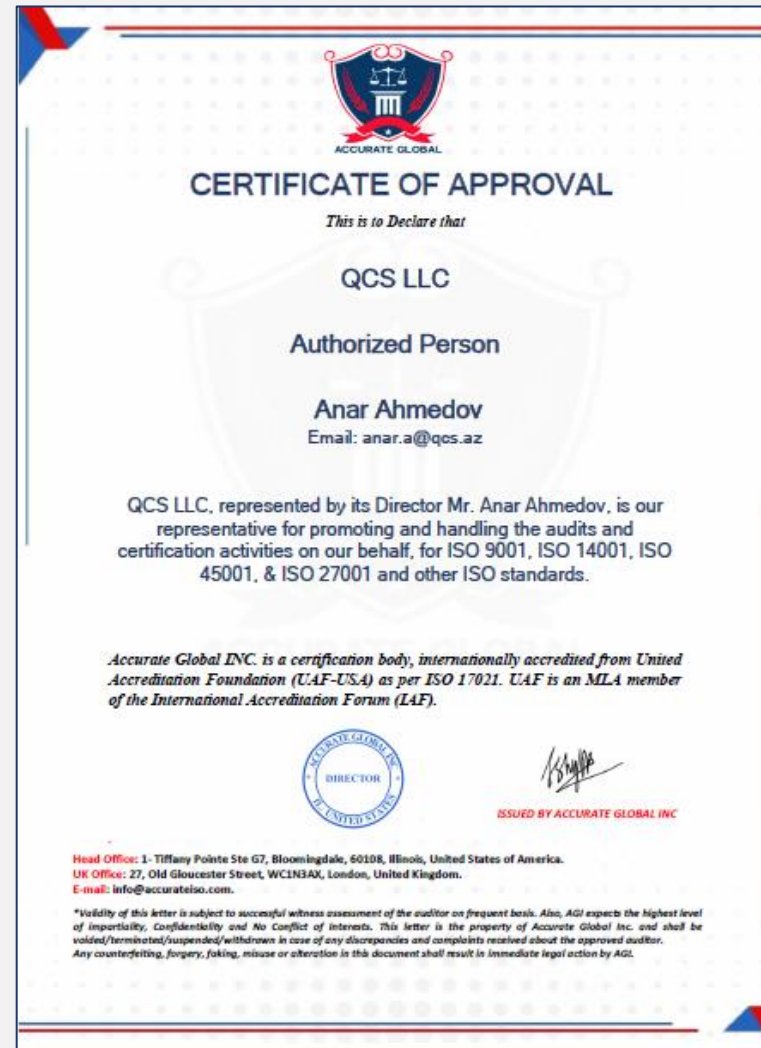 ACCURATE GLOBAL
CERTIFICATE OF APPROVAL
This is to Declare that
QCS LLC
Authorized Person
Anar Ahmedov
Email: anar.a@qcs.az
QCS LLC, represented by its Director Mr. Anar Ahmedov, is our
representative for promoting and handling the audits and
certification activities on our behalf, for ISO 9001, ISO 14001, ISO
45001, & ISO 27001 and other ISO standards.
ACCURATE GLOBAL
Accurate Global INC. is a certification body, internationally accredited from United
Accreditation Foundation (UAF-USA) as per ISO 17021. UAF is an MLA member
of the International Accreditation Forum (IAF).
ACCURATE GLOBAL INC
DIRECTOR
IL, UNITED STATES
ISSUED BY ACCURATE GLOBAL INC
Head Office: 1- Tiffany Pointe Ste G7, Bloomingdale, 60108, Illinois, United States of America.
UK Office: 27, Old Gloucester Street, WC1N3AX, London, United Kingdom.
E-mail: info@accurateiso.com.
*Validity of this letter is subject to successful witness assessment of the auditor on frequent basis. Also, AGI expects the highest level
of impartiality, Confidentiality and No Conflict of Interests. This letter is the property of Accurate Global Inc. and shall be
voided/terminated/suspended/withdrawn in case of any discrepancies and complaints received about the approved auditor.
Any counterfeiting, forgery, faking, misuse or alteration in this document shall result in immediate legal action by AGI.